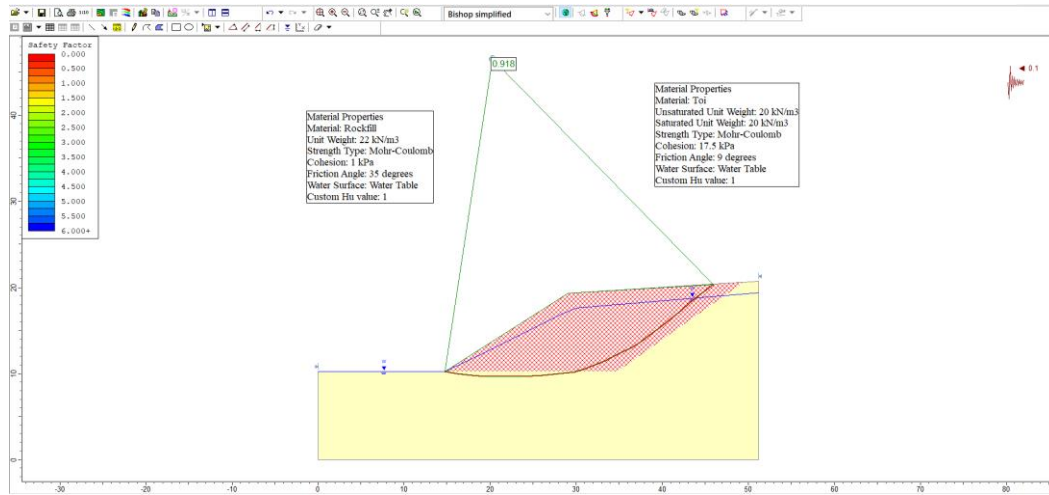 Bishop simplified
Safety Factor
0.000
0.500
1.000
1.500
2.000
2.500
3.000
3.500
4.000
4.500
5.000
5.500
6.000+
0.918
0.1
Material Properties
Material: Rockfill
Unit Weight: 22 kN/m3
Strength Type: Mohr-Coulomb
Cohesion: 1 kPa
Friction Angle: 35 degrees
Water Surface: Water Table
Custom Hu value: 1
Material Properties
Material: Toi
Unsaturated Unit Weight: 20 kN/m3
Saturated Unit Weight: 20 kN/m3
Strength Type: Mohr-Coulomb
Cohesion: 17.5 kPa
Friction Angle: 9 degrees
Water Surface: Water Table
Custom Hu value: 1
40
30
20
10
0
-30 -20 -10 0 10 20 30 40 50 60 70 80